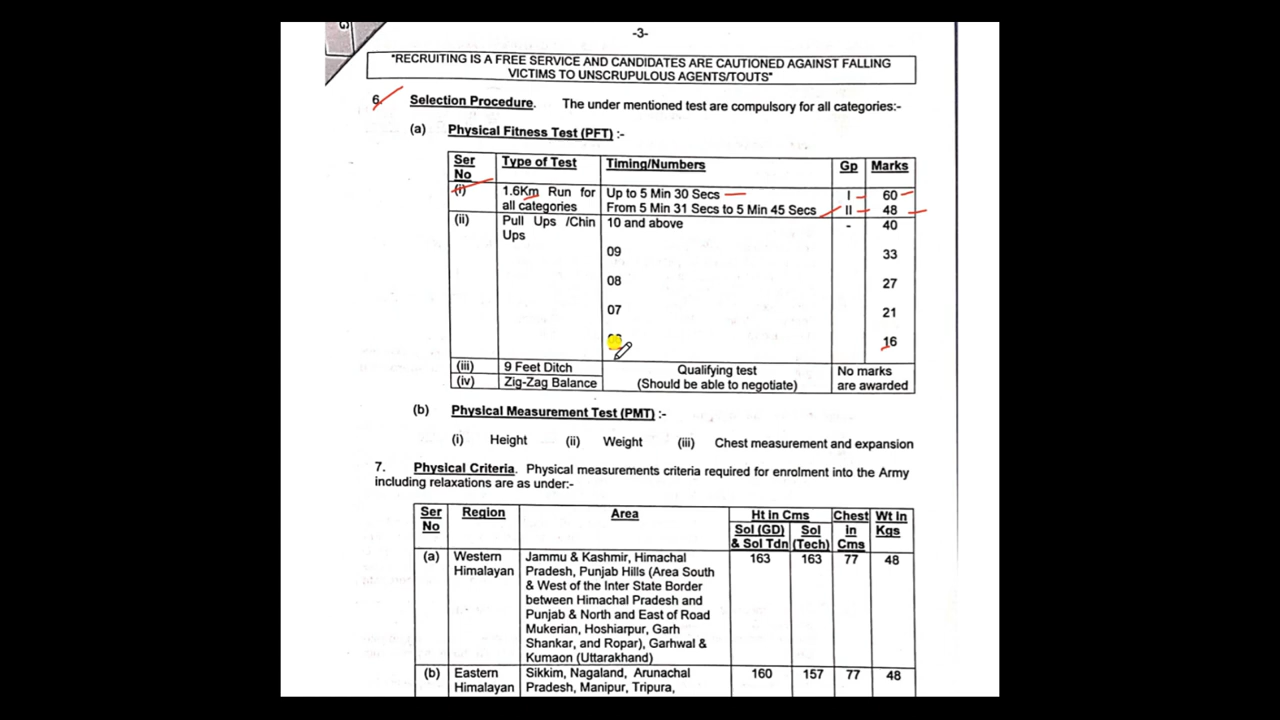 G
-3-
*RECRUITING IS A FREE SERVICE AND CANDIDATES ARE CAUTIONED AGAINST FALLING
VICTIMS TO UNSCRUPULOUS AGENTS/TOUTS*
6. Selection Procedure. The under mentioned test are compulsory for all categories:-
(a) Physical Fitness Test (PFT) :-
Ser No Type of Test Timing/Numbers Gp Marks
(i) 1.6Km Run for Up to 5 Min 30 Secs I 60
all categories From 5 Min 31 Secs to 5 Min 45 Secs II 48
(ii) Pull Ups /Chin 10 and above - 40
Ups
09 33
08 27
07 21
16
(iii) 9 Feet Ditch Qualifying test No marks
(iv) Zig-Zag Balance (Should be able to negotiate) are awarded
(b) Physical Measurement Test (PMT) :-
(i) Height (ii) Weight (iii) Chest measurement and expansion
7. Physical Criteria. Physical measurements criteria required for enrolment into the Army
including relaxations are as under:-
Ser Region Area Ht in Cms Chest Wt in
No Sol (GD) Sol in Kgs
& Sol Tdn (Tech) Cms
(a) Western Jammu & Kashmir, Himachal 163 163 77 48
Himalayan Pradesh, Punjab Hills (Area South
& West of the Inter State Border
between Himachal Pradesh and
Punjab & North and East of Road
Mukerian, Hoshiarpur, Garh
Shankar, and Ropar), Garhwal &
Kumaon (Uttarakhand)
(b) Eastern Sikkim, Nagaland, Arunachal 160 157 77 48
Himalayan Pradesh, Manipur, Tripura,